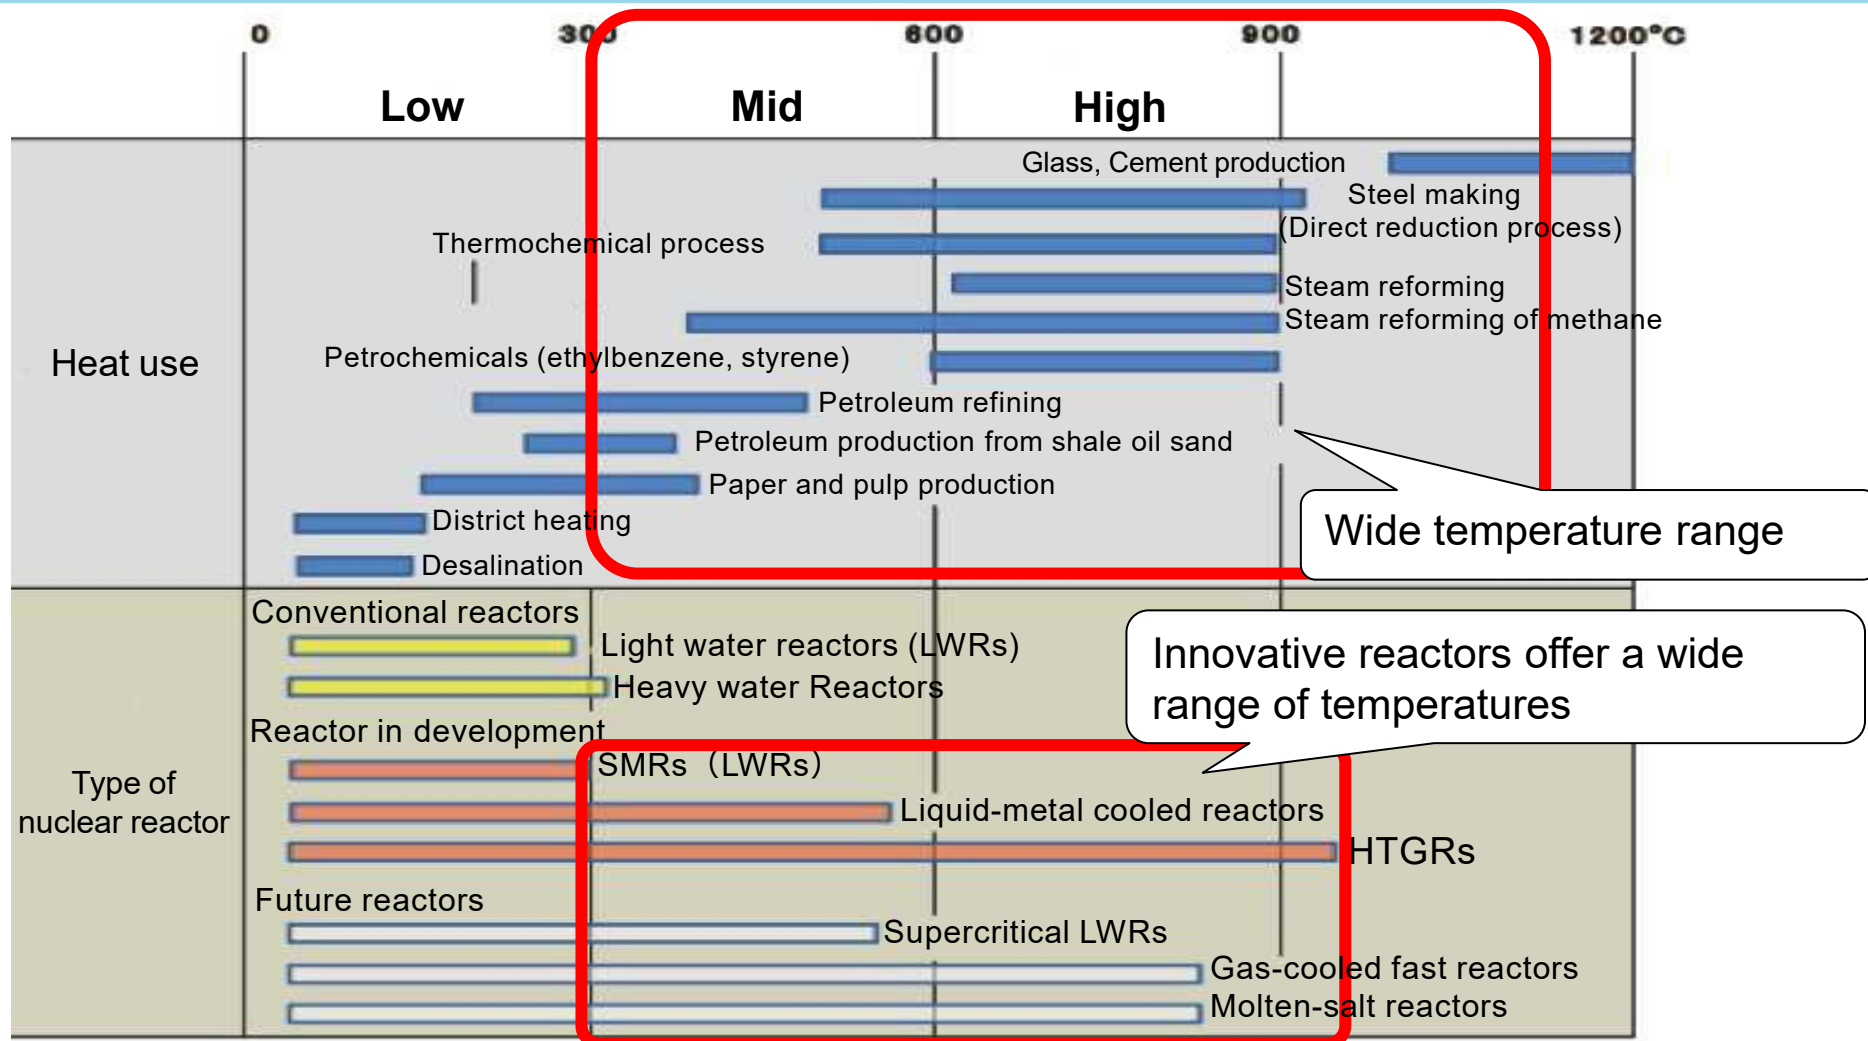 0 300 600 900 1200°C
Low Mid High
Glass, Cement production
Steel making
(Direct reduction process)
Thermochemical process
Steam reforming
Steam reforming of methane
Heat use
Petrochemicals (ethylbenzene, styrene)
Petroleum refining
Petroleum production from shale oil sand
Paper and pulp production
District heating
Wide temperature range
Desalination
Conventional reactors
Light water reactors (LWRs)
Heavy water Reactors
Innovative reactors offer a wide
range of temperatures
Reactor in development
SMRs（LWRs）
Type of
nuclear reactor
Liquid-metal cooled reactors
HTGRs
Future reactors
Supercritical LWRs
Gas-cooled fast reactors
Molten-salt reactors